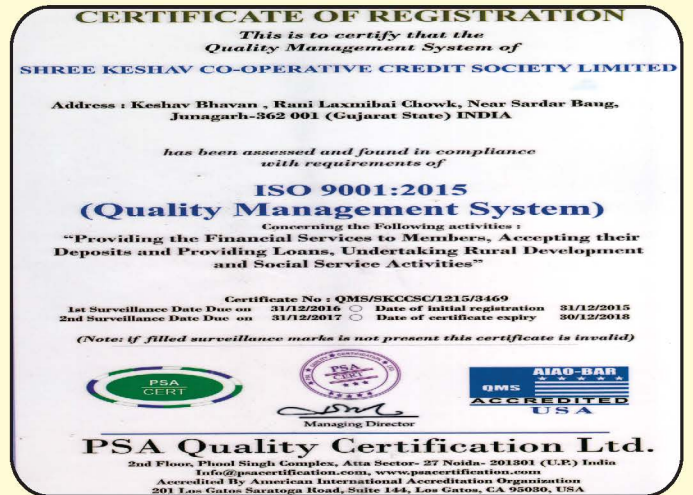 CERTIFICATE OF REGISTRATION
This is to certify that the
Quality Management System of
SHREE KESHAV CO-OPERATIVE CREDIT SOCIETY LIMITED
Address : Keshav Bhavan , Rani Laxmibai Chowk, Near Sardar Baug,
Junagarh-362 001 (Gujarat State) INDIA
has been assessed and found in compliance
with requirements of
ISO 9001:2015
(Quality Management System)
Concerning the Following activities :
“Providing the Financial Services to Members, Accepting their
Deposits and Providing Loans, Undertaking Rural Development
and Social Service Activities”
Certificate No : QMS/SKCCSC/1215/3469
1st Surveillance Date Due on 31/12/2016 Date of initial registration 31/12/2015
2nd Surveillance Date Due on 31/12/2017 Date of certificate expiry 30/12/2018
(Note: if filled surveillance marks is not present this certificate is invalid)
PSA
CERT
PSA
CERT
Managing Director
AIAO-BAR
QMS
ACCREDITED
USA
PSA Quality Certification Ltd.
2nd Floor, Phool Singh Complex, Atta Sector- 27 Noida- 201301 (U.P.) India
Info@psacertification.com, www.psacertification.com
Accredited By American International Accreditation Organization
201 Los Gatos Saratoga Road, Suite 144, Los Gatos, CA 95030, USA